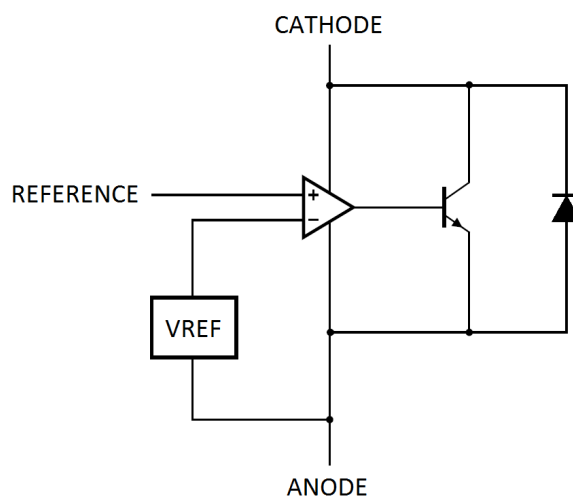 CATHODE
REFERENCE
+
−
VREF
ANODE